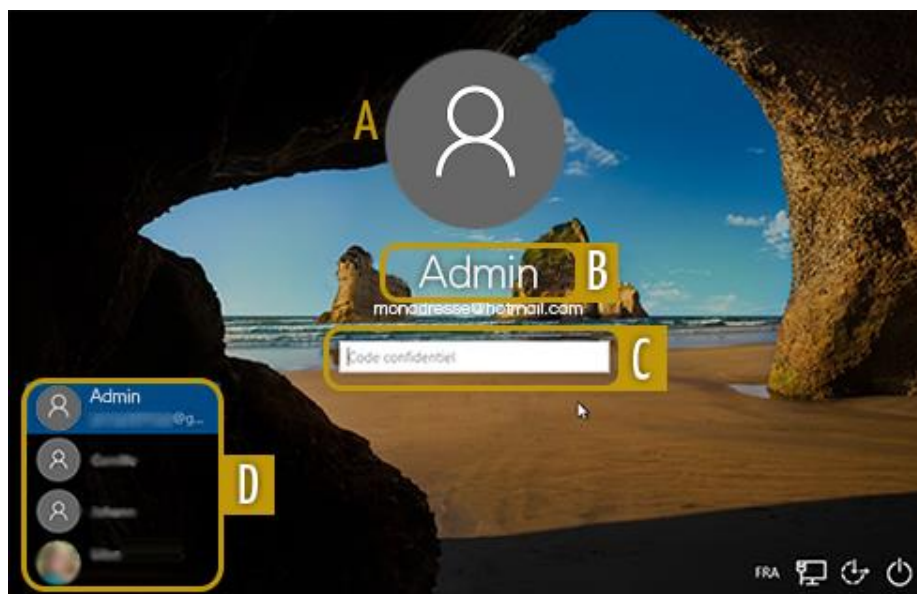 A
Admin
B
monadresse@hotmail.com
Code confidentiel
C
Admin
@g...
D
FRA